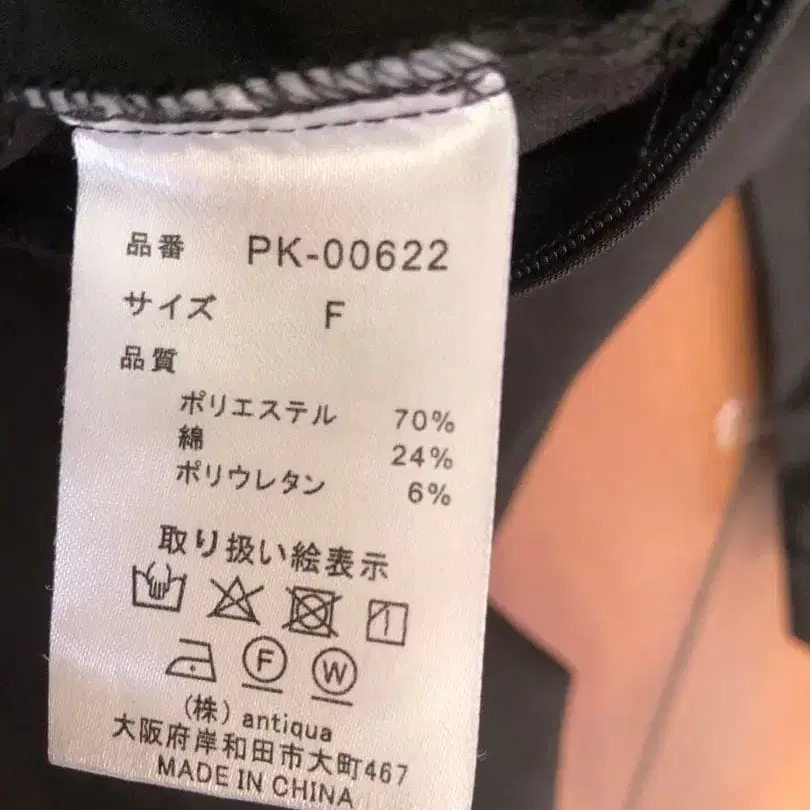 品番 PK-00622
サイズ F
品質
ポリエステル 70%
綿 24%
ポリウレタン 6%
取り扱い絵表示
F W
(株) antiqua
大阪府岸和田市大町467
MADE IN CHINA